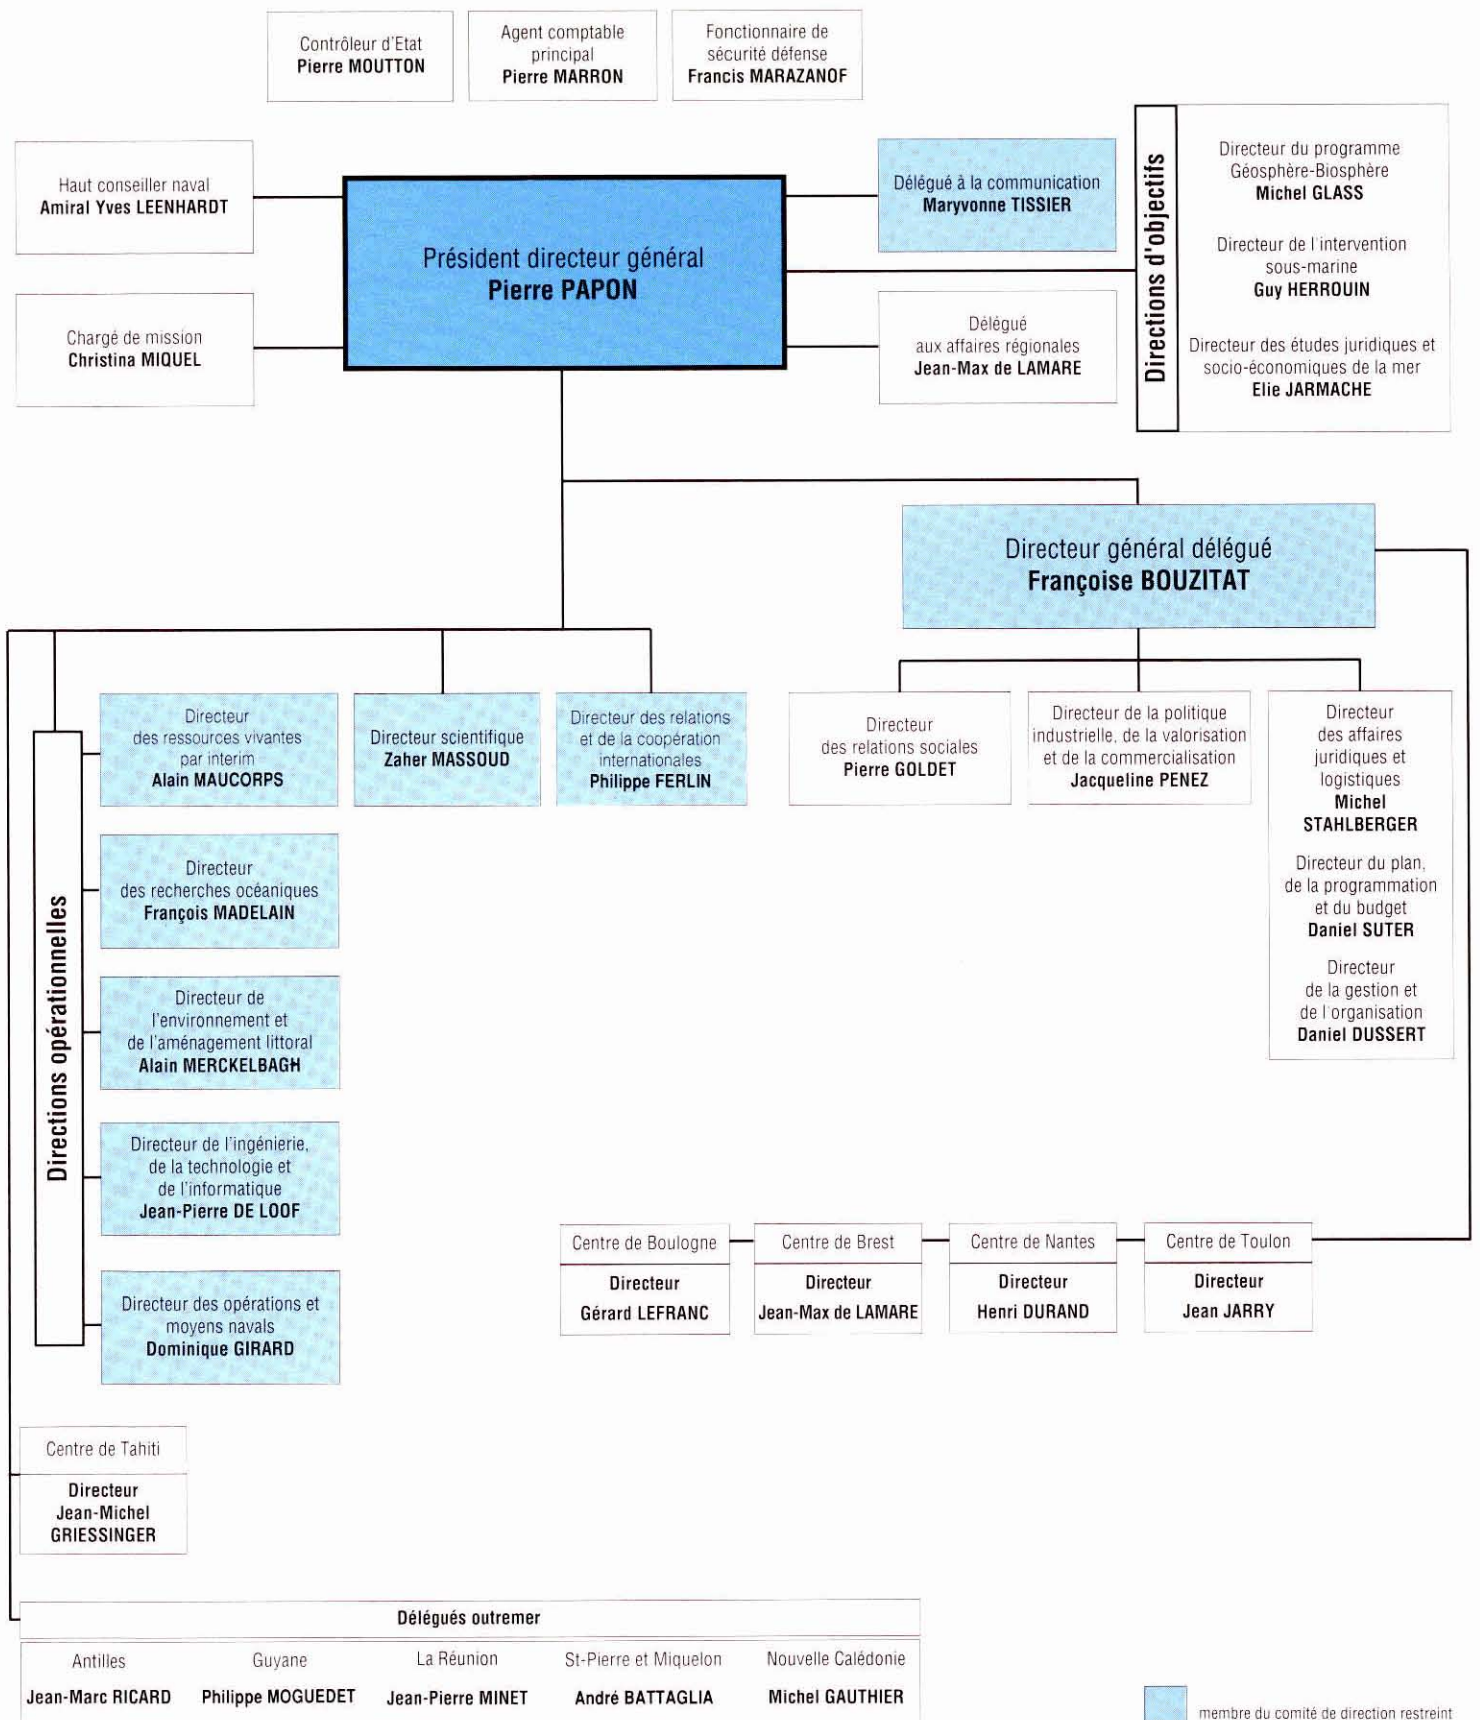 Contrôleur d'Etat
Pierre MOUTTON
Agent comptable
principal
Pierre MARRON
Fonctionnaire de
sécurité défense
Francis MARAZANOF
Haut conseiller naval
Amiral Yves LEENHARDT
Chargé de mission
Christina MIQUEL
Président directeur général
Pierre PAPON
Délégué à la communication
Maryvonne TISSIER
Délégué
aux affaires régionales
Jean-Max de LAMARE
Directions d'objectifs
Directeur du programme
Géosphère-Biosphère
Michel GLASS
Directeur de l'intervention
sous-marine
Guy HERROUIN
Directeur des études juridiques et
socio-économiques de la mer
Elie JARMACHE
Directeur général délégué
Françoise BOUZITAT
Directions opérationnelles
Directeur
des ressources vivantes
par interim
Alain MAUCORPS
Directeur
des recherches océaniques
François MADELAIN
Directeur de
l'environnement et
de l'aménagement littoral
Alain MERCKELBAGH
Directeur de l'ingénierie,
de la technologie et
de l'informatique
Jean-Pierre DE LOOF
Directeur des opérations et
moyens navals
Dominique GIRARD
Directeur scientifique
Zaher MASSOUD
Directeur des relations
et de la coopération
internationales
Philippe FERLIN
Directeur
des relations sociales
Pierre GOLDET
Directeur de la politique
industrielle, de la valorisation
et de la commercialisation
Jacqueline PENEZ
Directeur
des affaires
juridiques et
logistiques
Michel
STAHLBERGER
Directeur du plan,
de la programmation
et du budget
Daniel SUTER
Directeur
de la gestion et
de l'organisation
Daniel DUSSERT
Centre de Boulogne
Directeur
Gérard LEFRANC
Centre de Brest
Directeur
Jean-Max de LAMARE
Centre de Nantes
Directeur
Henri DURAND
Centre de Toulon
Directeur
Jean JARRY
Centre de Tahiti
Directeur
Jean-Michel
GRIESSINGER
Délégués outremer
Antilles
Jean-Marc RICARD
Guyane
Philippe MOGUEDET
La Réunion
Jean-Pierre MINET
St-Pierre et Miquelon
André BATTAGLIA
Nouvelle Calédonie
Michel GAUTHIER
membre du comité de direction restreint